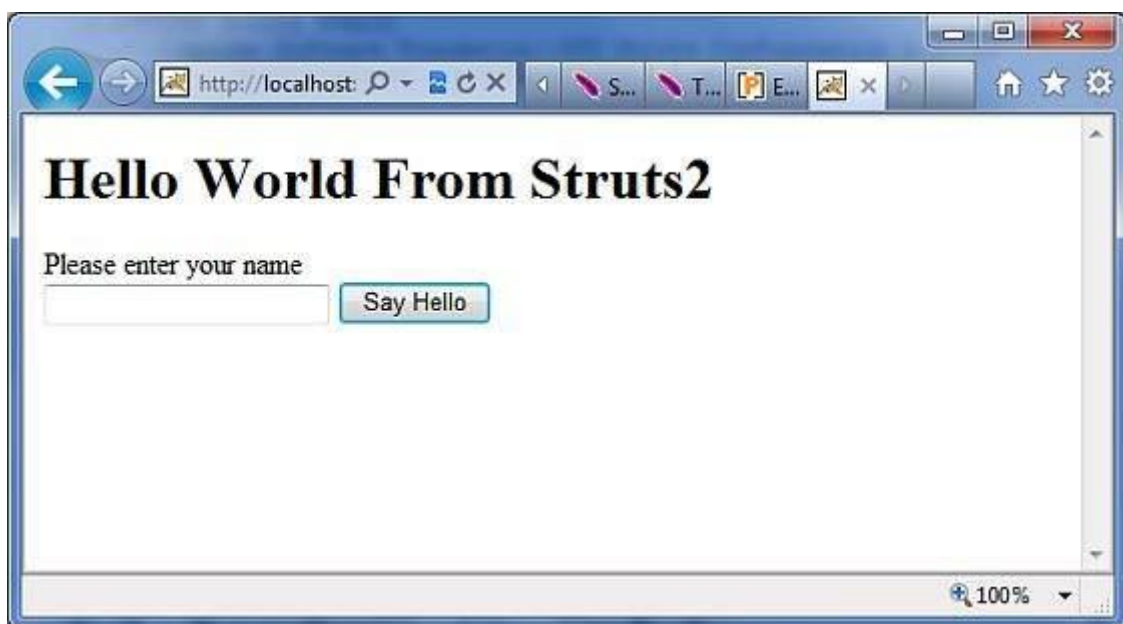 http://localhost:
S...
T...
E...
Hello World From Struts2
Please enter your name
Say Hello
100%